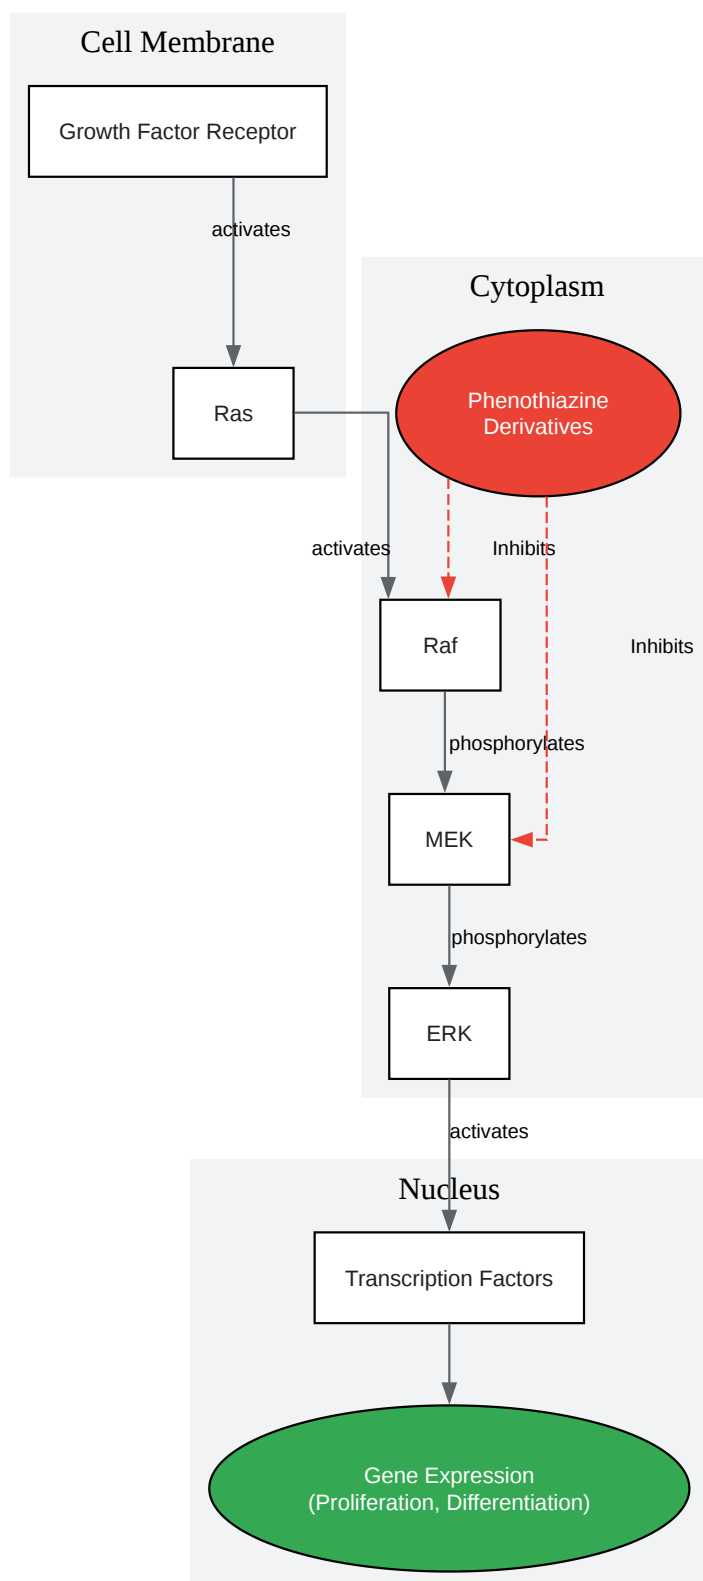 Cell Membrane
Growth Factor Receptor
activates
Cytoplasm
Ras
Phenothiazine
Derivatives
activates
Inhibits
Raf
Inhibits
phosphorylates
MEK
phosphorylates
ERK
activates
Nucleus
Transcription Factors
Gene Expression
(Proliferation, Differentiation)